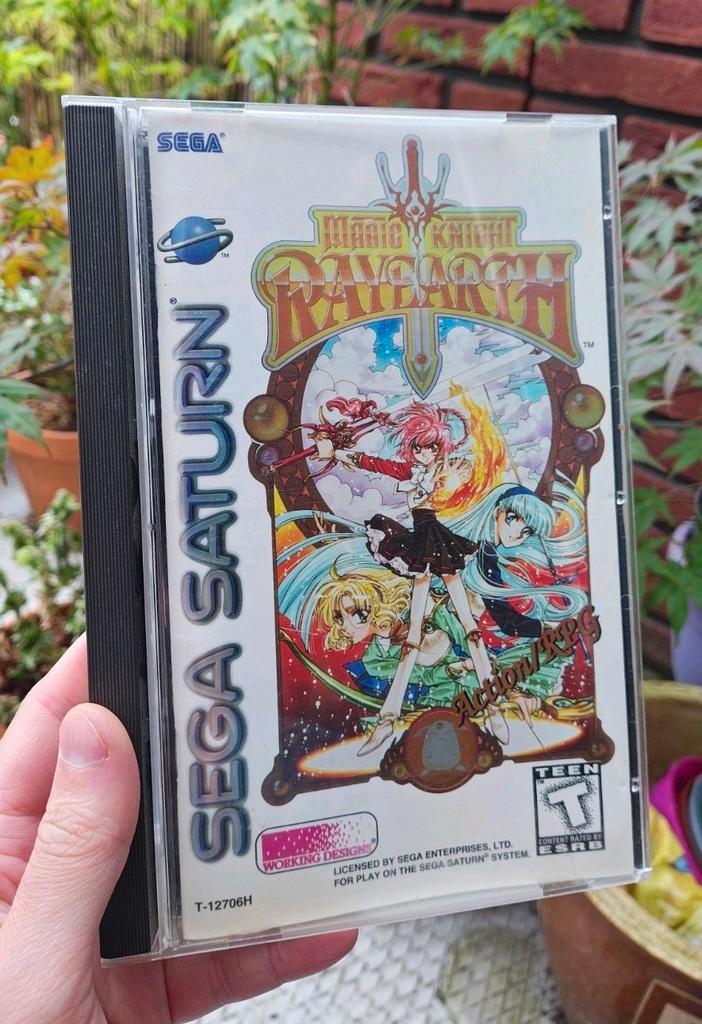 SEGA®
TM
SEGA SATURN®
MAGIC KNIGHT
RAYEARTH
TM
Action/RPG
TEEN
T
CONTENT RATED BY
ESRB
WORKING DESIGNS
LICENSED BY SEGA ENTERPRISES, LTD.
FOR PLAY ON THE SEGA SATURN® SYSTEM.
T-12706H